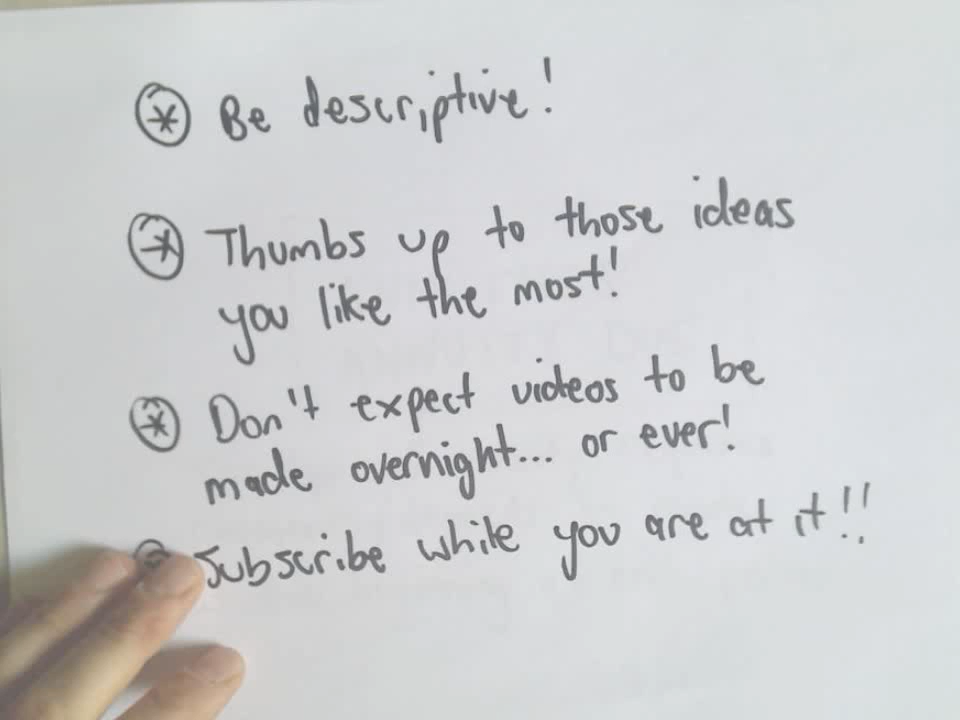 Be descriptive!
Thumbs up to those ideas
you like the most!
Don't expect videos to be
made overnight... or ever!
Subscribe while you are at it!!